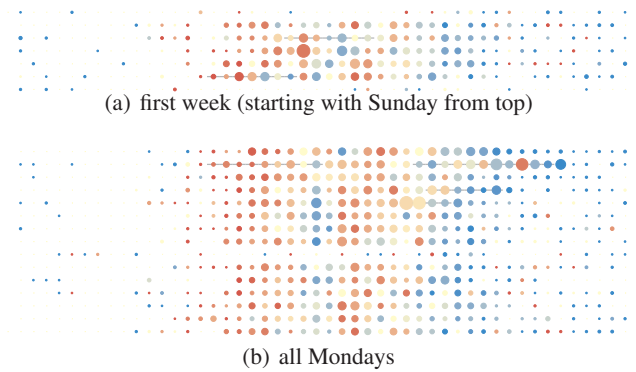 (a) first week (starting with Sunday from top)
(b) all Mondays